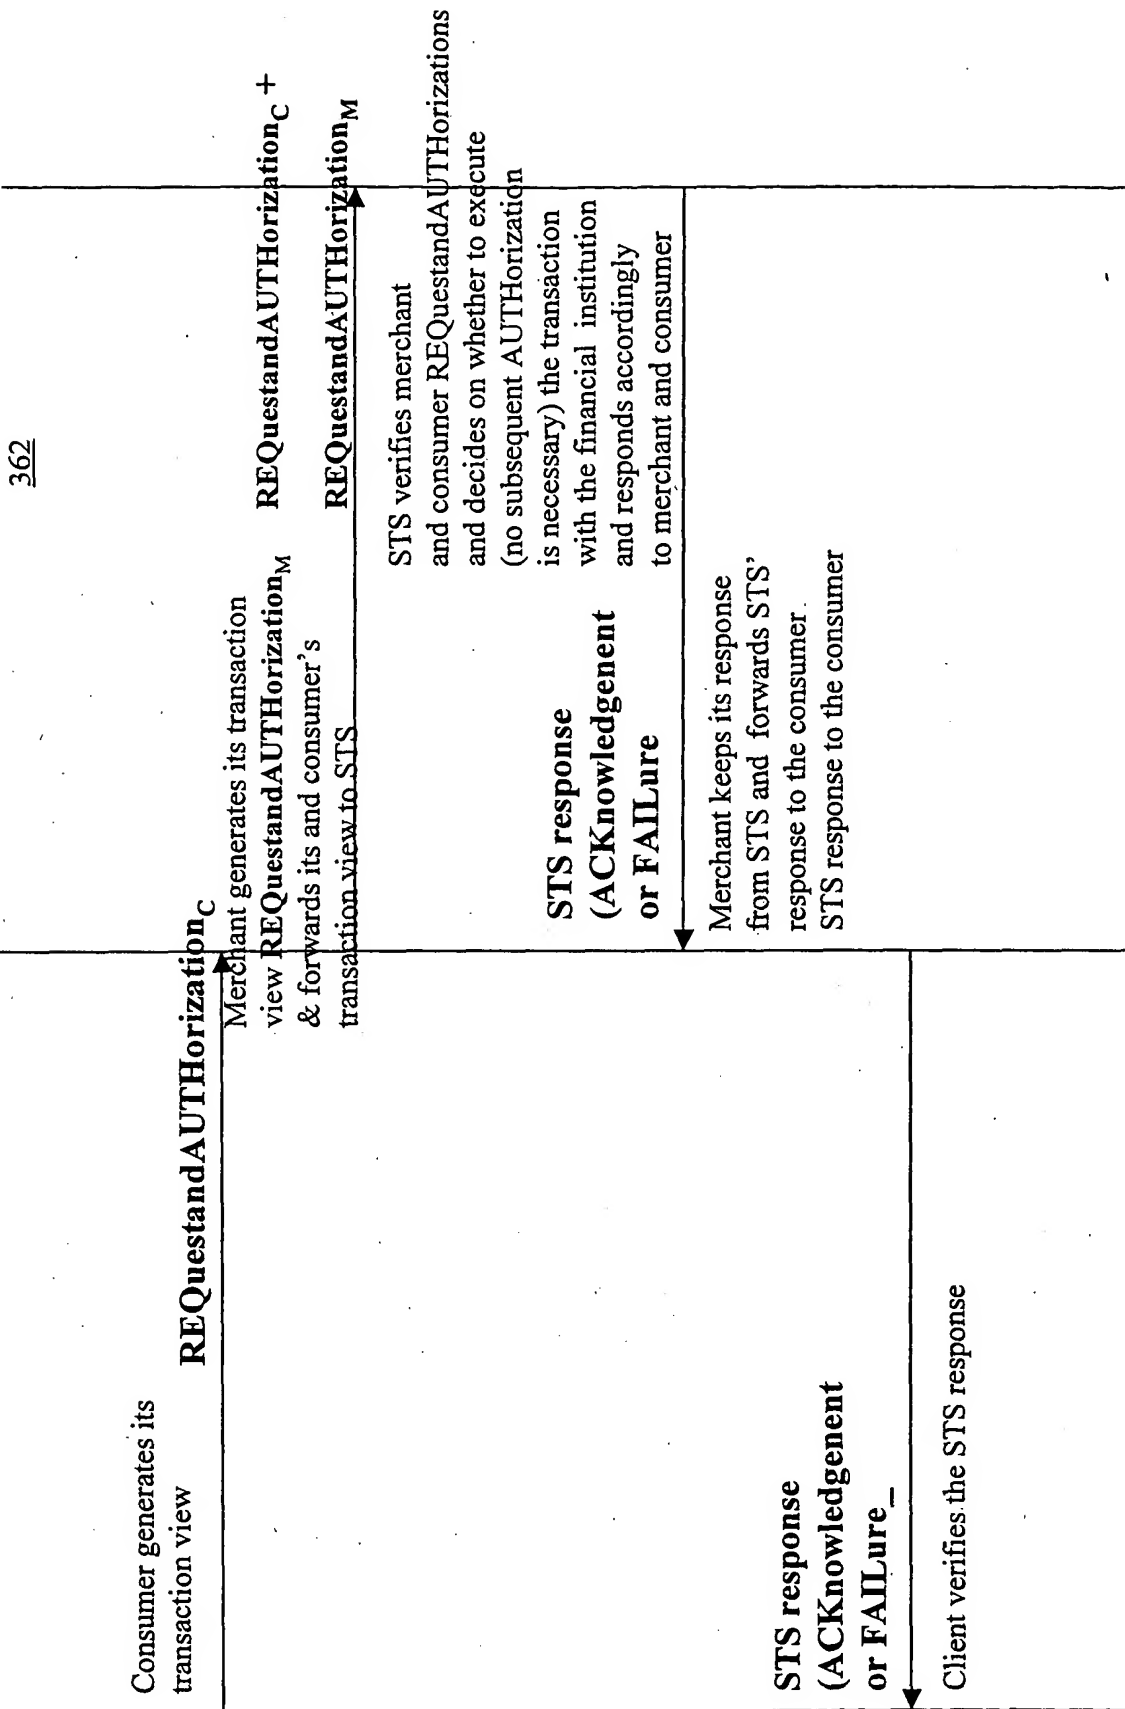 362
Consumer generates its
transaction view
REQuestandAUTHorization_C
Merchant generates its transaction
view REQuestandAUTHorization_M
& forwards its and consumer's
transaction view to STS
REQuestandAUTHorization_C +
REQuestandAUTHorization_M
STS verifies merchant
and consumer REQuestandAUTHorizations
and decides on whether to execute
(no subsequent AUTHorization
is necessary) the transaction
with the financial institution
and responds accordingly
to merchant and consumer
STS response
(ACKnowledgenent
or FAILure
Merchant keeps its response
from STS and forwards STS'
response to the consumer.
STS response to the consumer
STS response
(ACKnowledgenent
or FAILure_
Client verifies the STS response